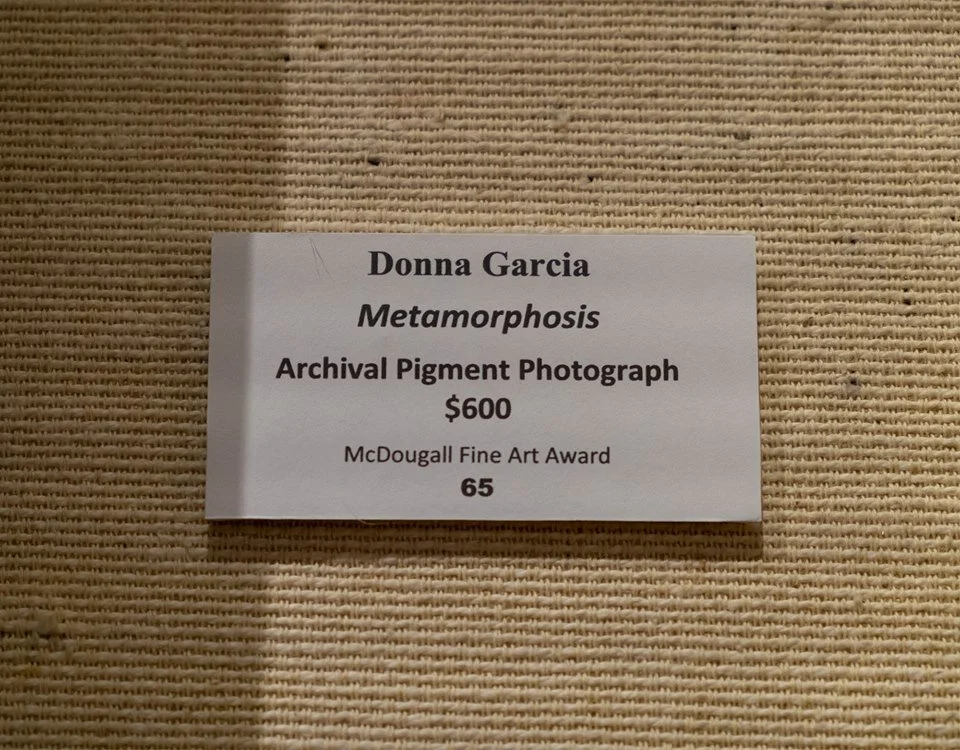 Donna Garcia
Metamorphosis
Archival Pigment Photograph
$600
McDougall Fine Art Award
65